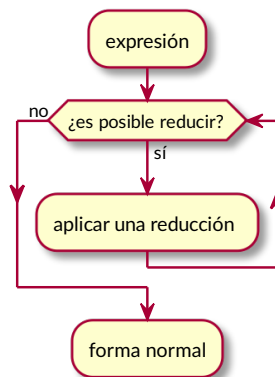 expresión
no
¿es posible reducir?
sí
aplicar una reducción
forma normal